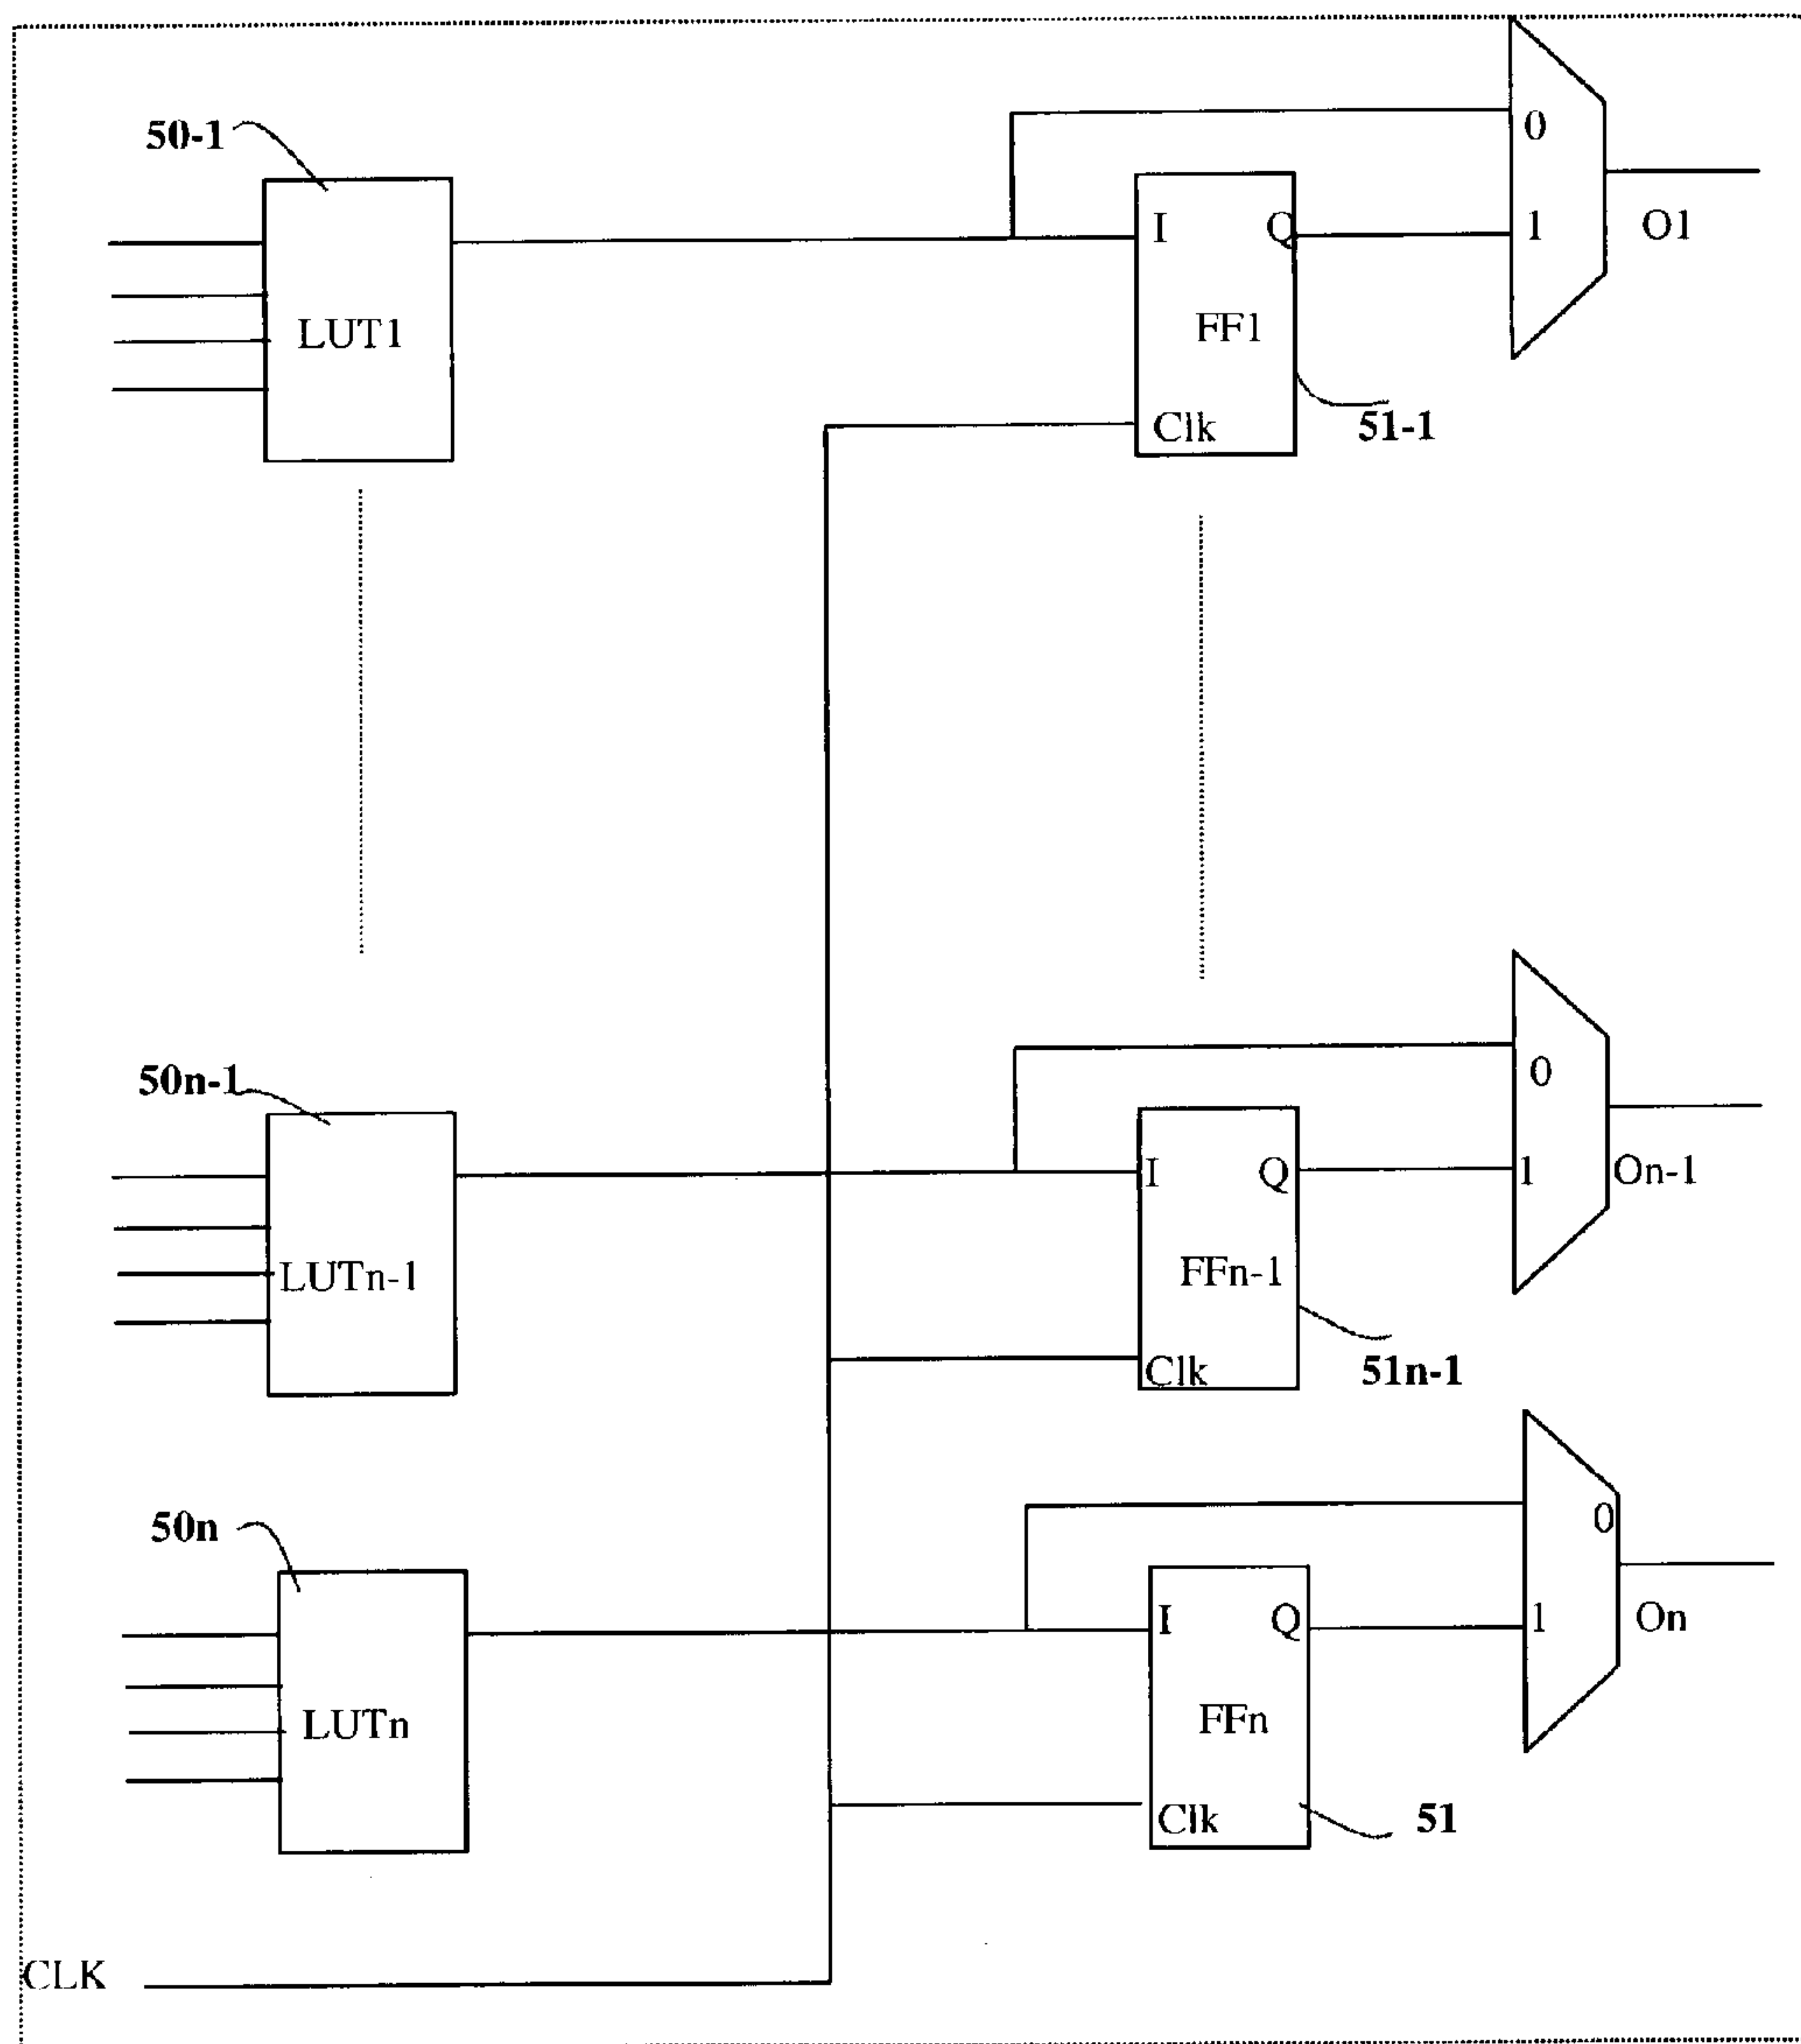 0
50-1
I
Q
1
O1
LUT1
FF1
Clk
51-1
0
50n-1
I
Q
1
On-1
LUTn-1
FFn-1
Clk
51n-1
0
50n
I
Q
1
On
LUTn
FFn
Clk
51
CLK